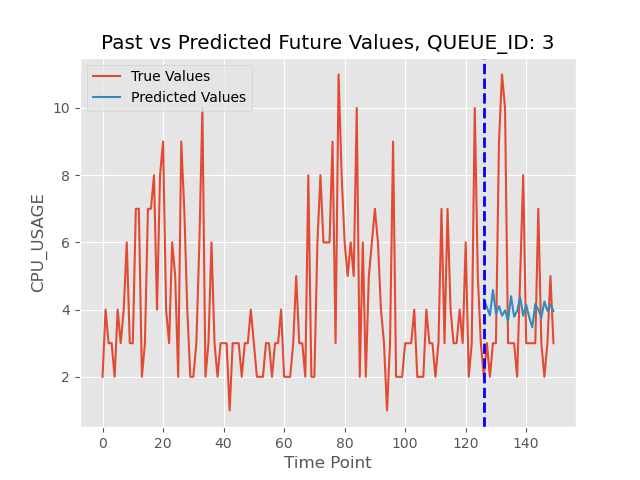 Past vs Predicted Future Values, QUEUE_ID: 3
True Values
Predicted Values
CPU_USAGE
10
8
6
4
2
0 20 40 60 80 100 120 140
Time Point